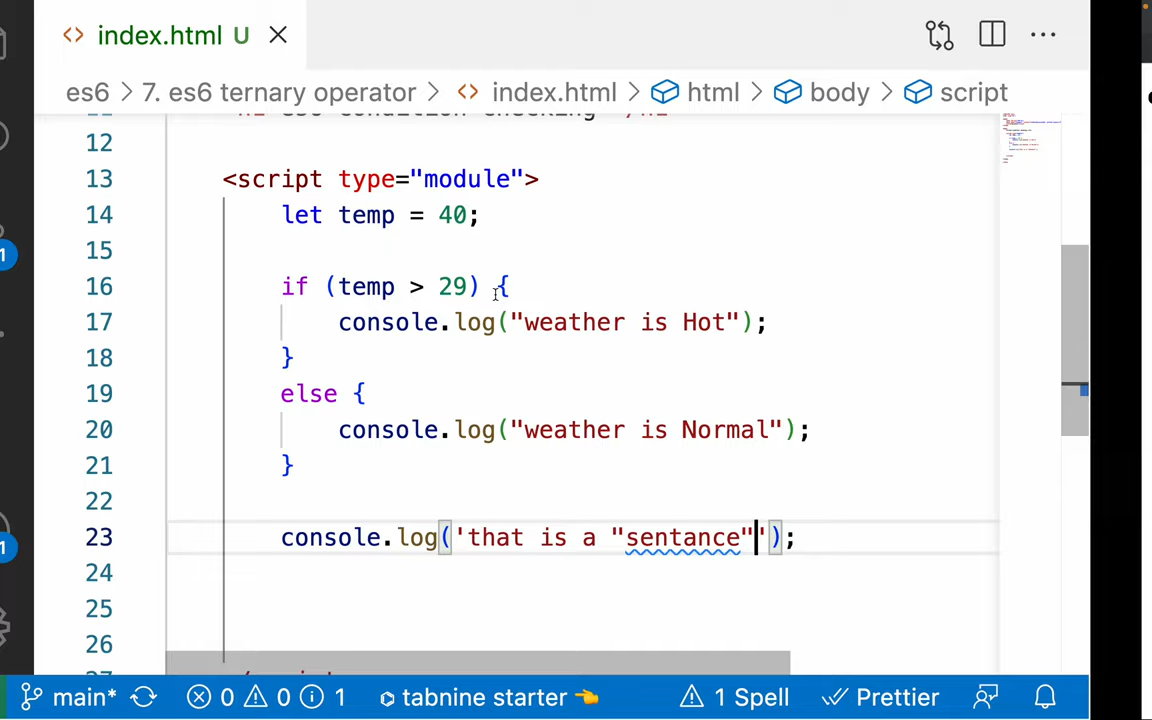 index.html U
es6 > 7. es6 ternary operator > index.html > html > body > script
12
13 <script type="module">
14 let temp = 40;
15
16 if (temp > 29) {
17 console.log("weather is Hot");
18 }
19 else {
20 console.log("weather is Normal");
21 }
22
23 console.log('that is a "sentance"');
24
25
26
main* 0 0 1 tabnine starter 1 Spell Prettier